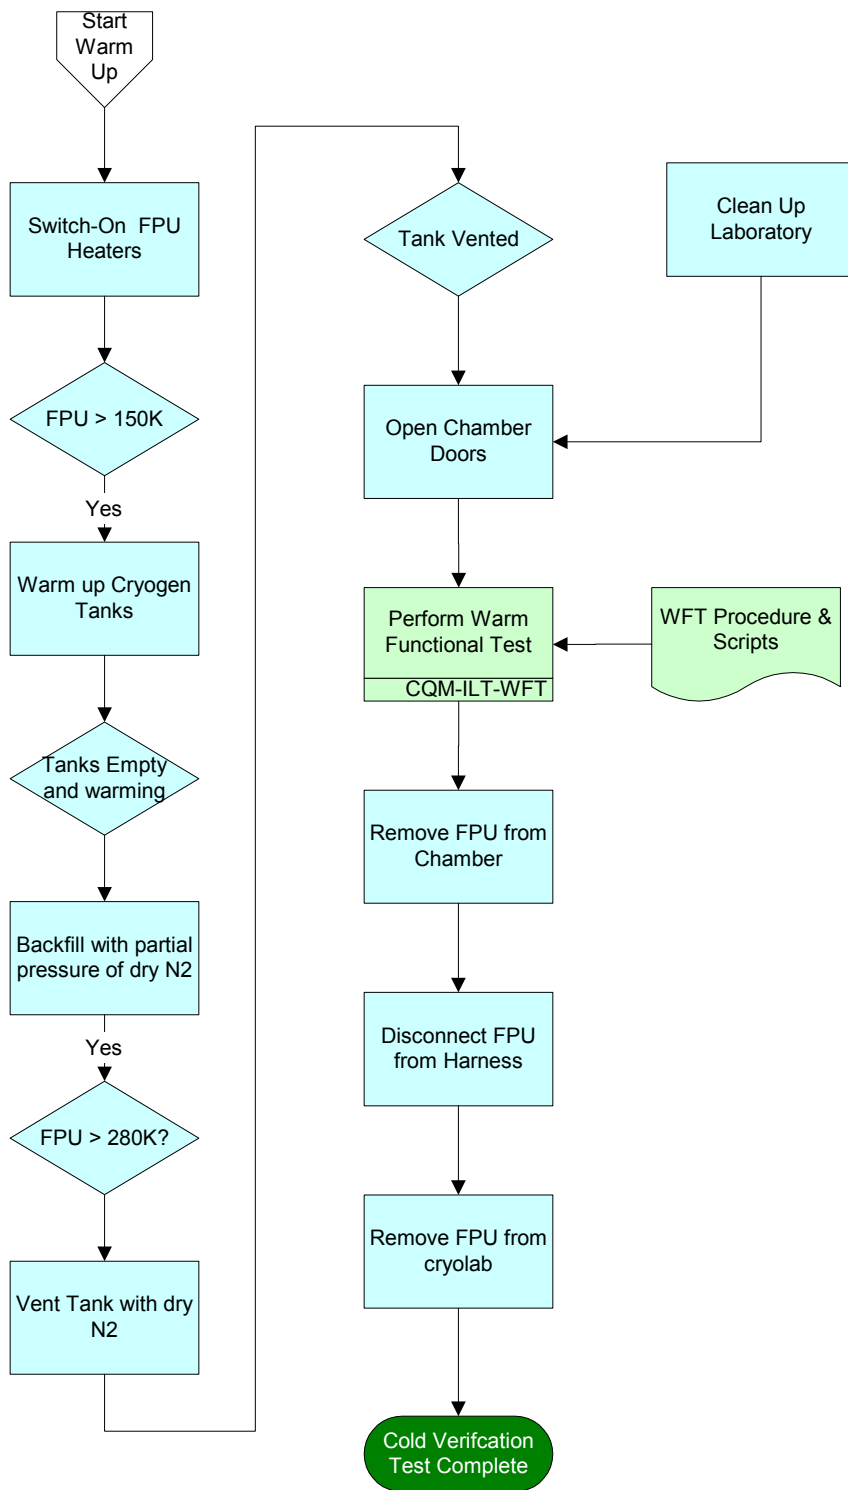 Start
Warm
Up
Switch-On FPU
Heaters
FPU > 150K
Yes
Warm up Cryogen
Tanks
Tanks Empty
and warming
Backfill with partial
pressure of dry N2
Yes
FPU > 280K?
Vent Tank with dry
N2
Tank Vented
Clean Up
Laboratory
Open Chamber
Doors
Perform Warm
Functional Test
CQM-ILT-WFT
WFT Procedure &
Scripts
Remove FPU from
Chamber
Disconnect FPU
from Harness
Remove FPU from
cryolab
Cold Verifcation
Test Complete